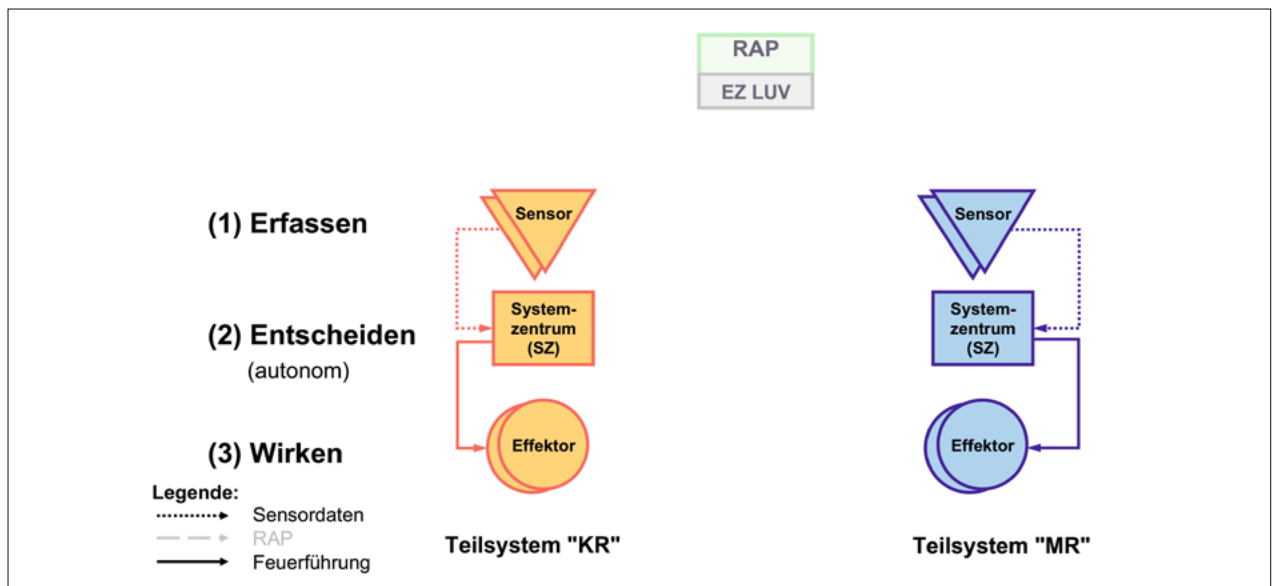 RAP
EZ LUV
(1) Erfassen
Sensor
Sensor
(2) Entscheiden
(autonom)
System-
zentrum
(SZ)
System-
zentrum
(SZ)
(3) Wirken
Effektor
Effektor
Legende:
Sensordaten
RAP
Feuerführung
Teilsystem "KR"
Teilsystem "MR"